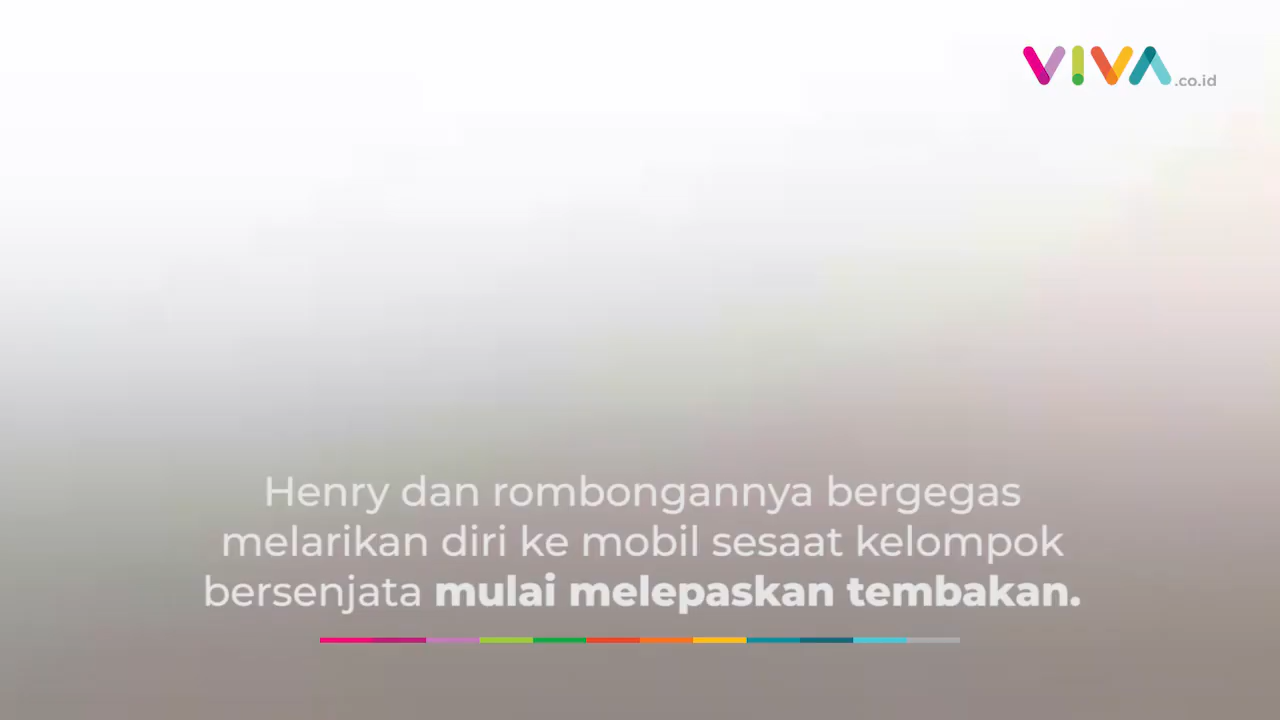 VIVA.co.id
Henry dan rombongannya bergegas
melarikan diri ke mobil sesaat kelompok
bersenjata mulai melepaskan tembakan.